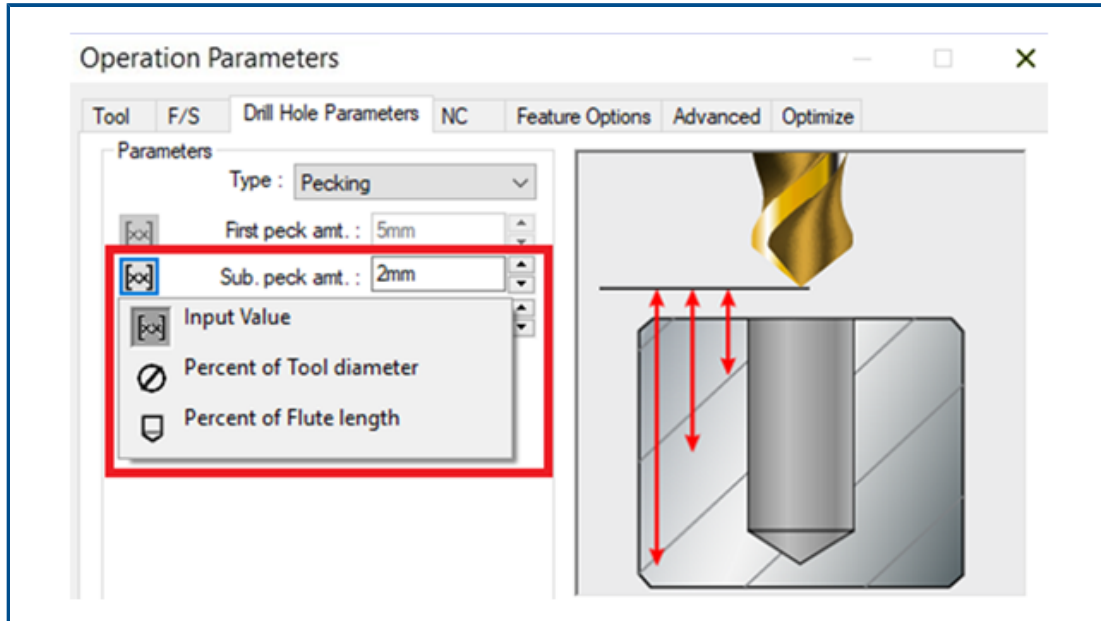 Operation Parameters
Tool F/S Drill Hole Parameters NC Feature Options Advanced Optimize
Parameters
Type : Pecking
First peck amt. : 5mm
Sub. peck amt. : 2mm
Input Value
Percent of Tool diameter
Percent of Flute length